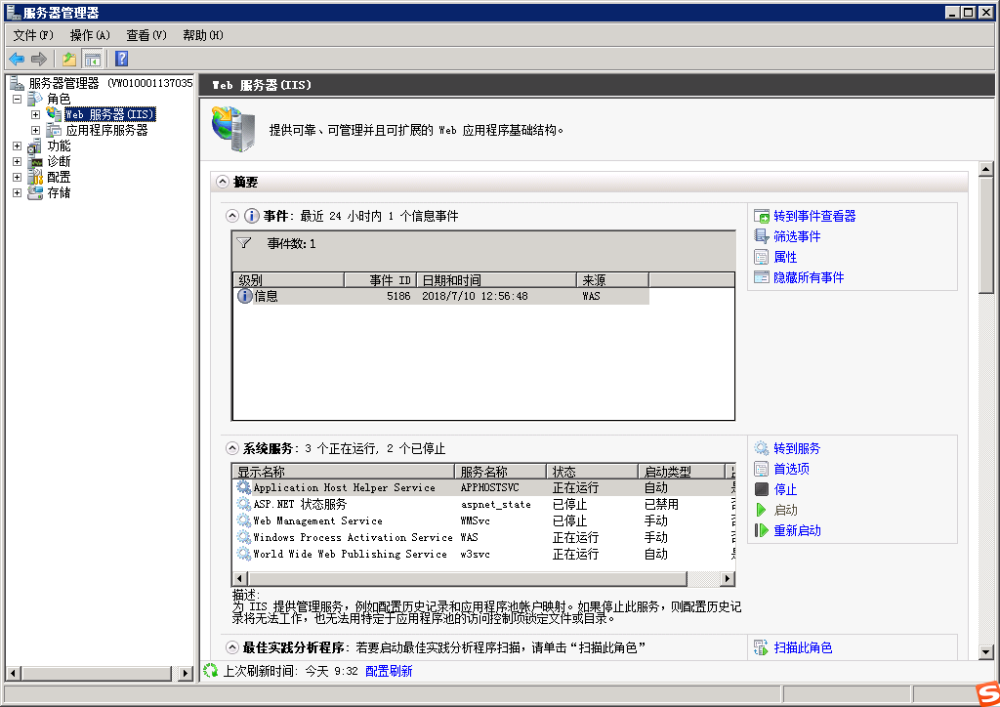 服务器管理器
文件(F) 操作(A) 查看(V) 帮助(H)
服务器管理器 (VW010001137035
角色
Web 服务器(IIS)
应用程序服务器
功能
诊断
配置
存储
Web 服务器(IIS)
提供可靠、可管理并且可扩展的 Web 应用程序基础结构。
摘要
事件: 最近 24 小时内 1 个信息事件
事件数:1
级别 事件 ID 日期和时间 来源
信息 5186 2018/7/10 12:56:48 WAS
转到事件查看器
筛选事件
属性
隐藏所有事件
系统服务: 3 个正在运行, 2 个已停止
显示名称 服务名称 状态 启动类型
Application Host Helper Service APPHOSTSVC 正在运行 自动
ASP.NET 状态服务 aspnet_state 已停止 已禁用
Web Management Service WMSvc 已停止 手动
Windows Process Activation Service WAS 正在运行 手动
World Wide Web Publishing Service w3svc 正在运行 自动
描述:
为 IIS 提供管理服务，例如配置历史记录和应用程序池帐户映射。如果停止此服务，则配置历史记
录将无法工作，也无法用特定于应用程序池的访问控制项锁定文件或目录。
转到服务
首选项
停止
启动
重新启动
最佳实践分析程序: 若要启动最佳实践分析程序扫描，请单击“扫描此角色”
扫描此角色
上次刷新时间: 今天 9:32 配置刷新
S